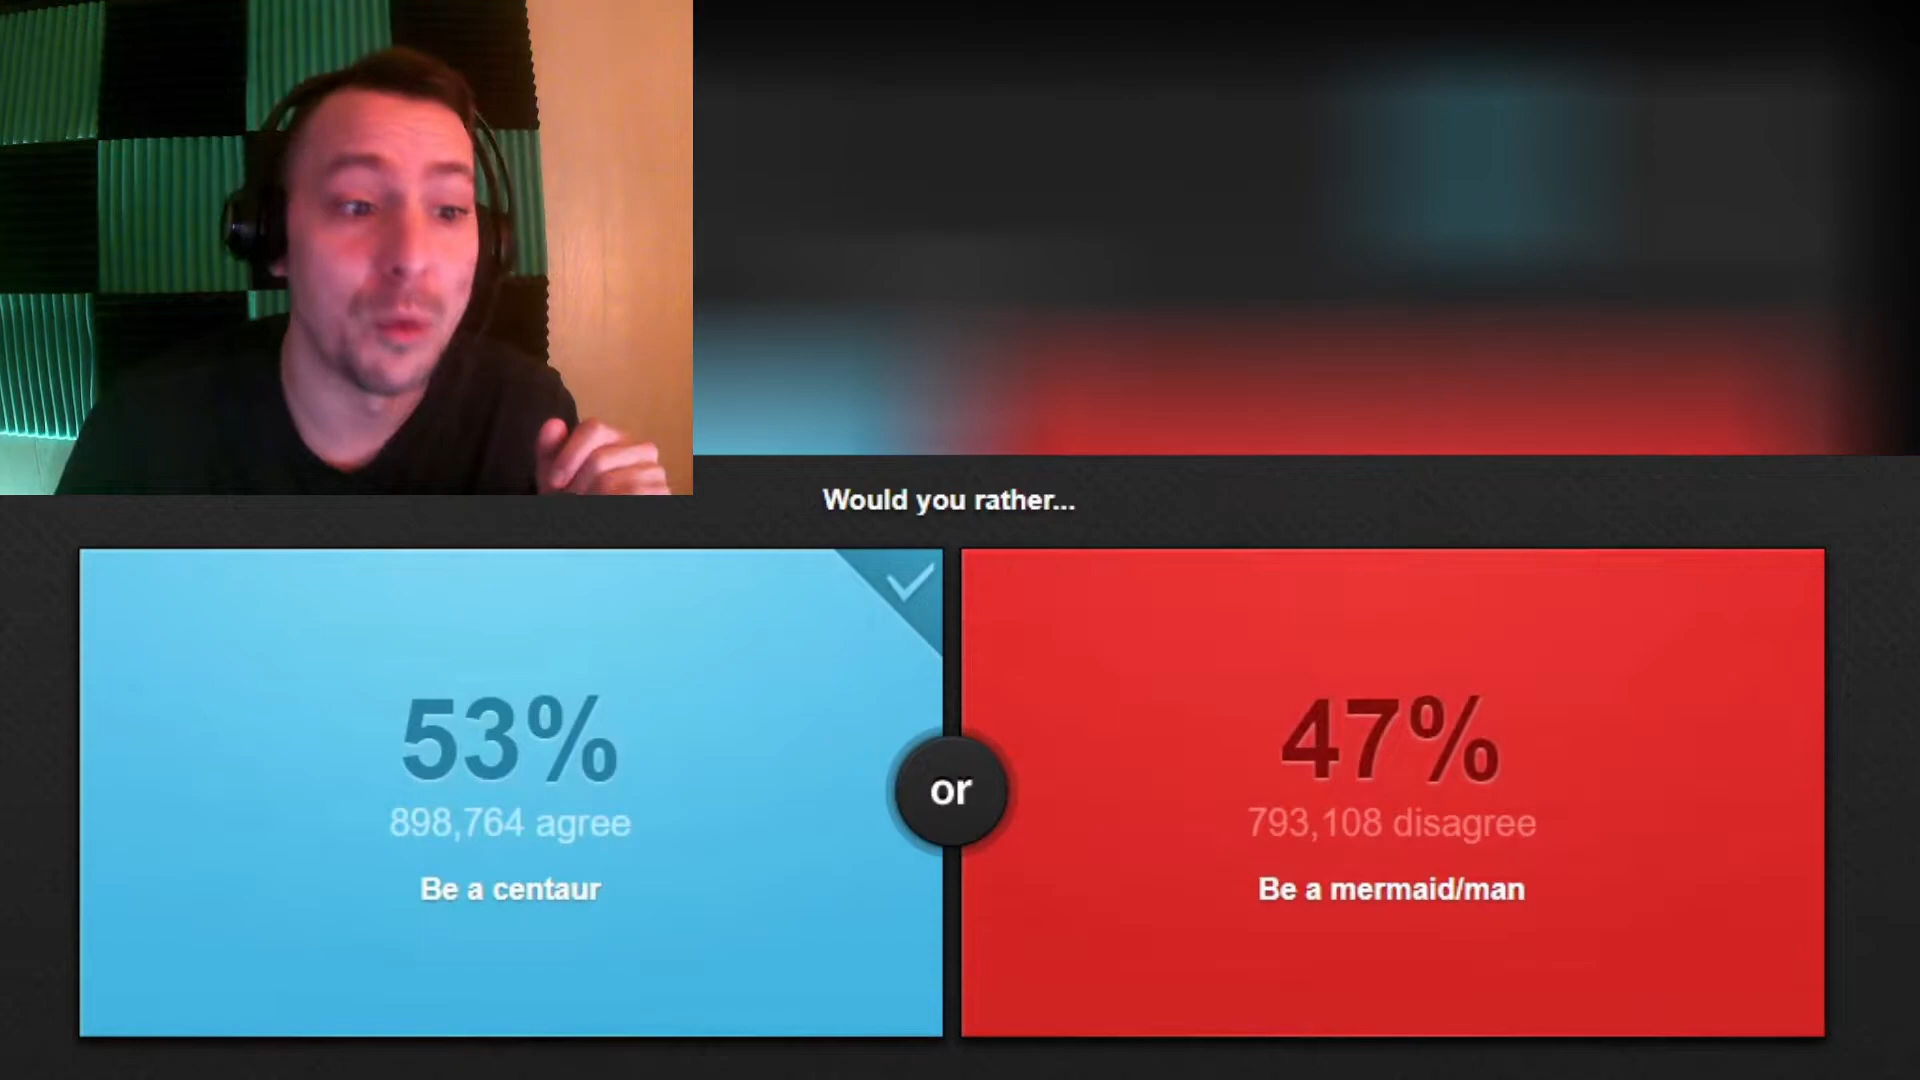 Would you rather...
53%
898,764 agree
Be a centaur
or
47%
793,108 disagree
Be a mermaid/man